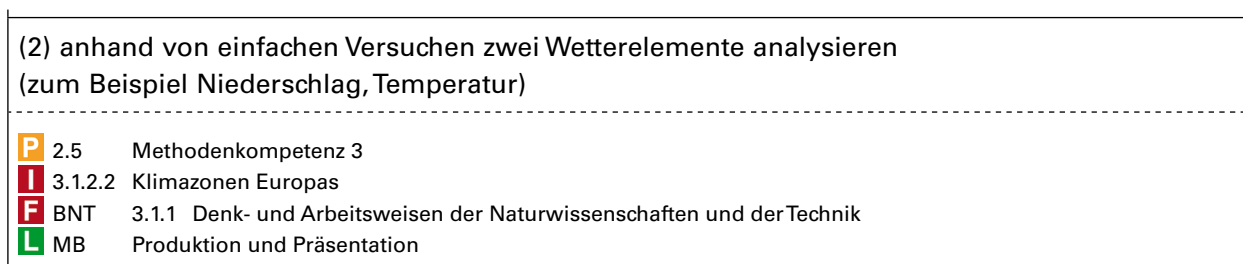 (2) anhand von einfachen Versuchen zwei Wetterelemente analysieren
(zum Beispiel Niederschlag, Temperatur)
P 2.5 Methodenkompetenz 3
I 3.1.2.2 Klimazonen Europas
F BNT 3.1.1 Denk- und Arbeitsweisen der Naturwissenschaften und der Technik
L MB Produktion und Präsentation